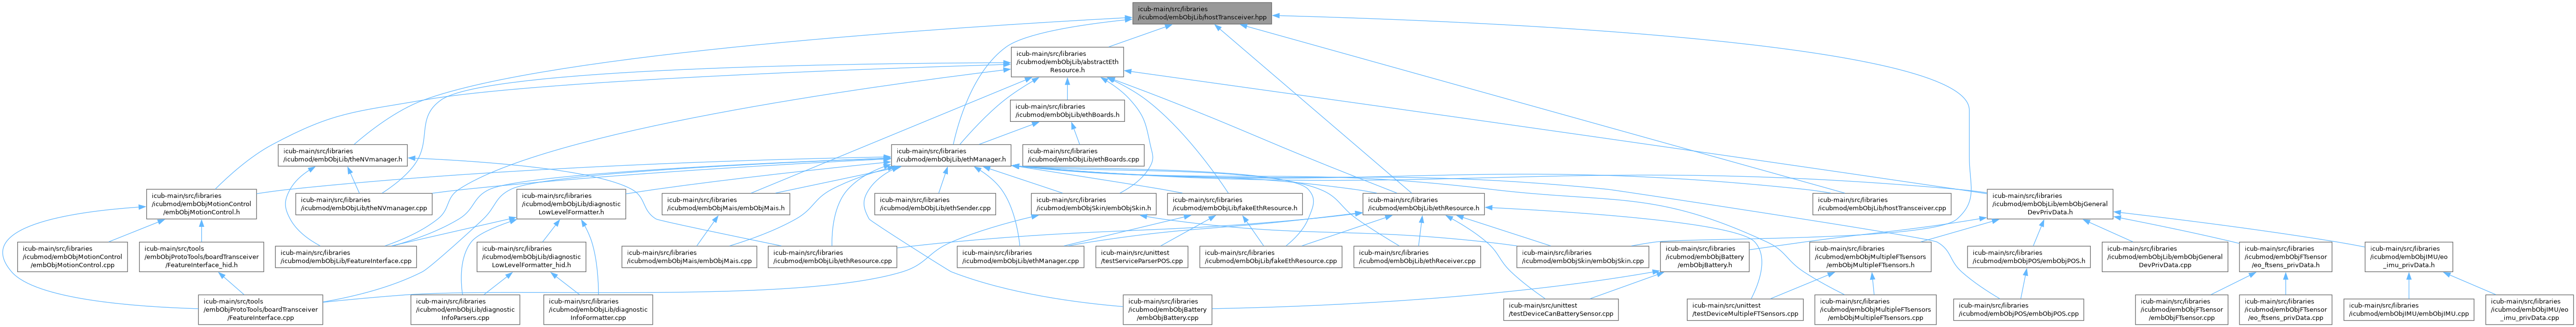 icub-main/src/libraries
/icubmod/embObjLib/hostTransceiver.hpp
icub-main/src/libraries
/icubmod/embObjLib/abstractEth
Resource.h
icub-main/src/libraries
/icubmod/embObjLib/ethBoards.h
icub-main/src/libraries
/icubmod/embObjLib/theNVmanager.h
icub-main/src/libraries
/icubmod/embObjLib/ethManager.h
icub-main/src/libraries
/icubmod/embObjLib/ethBoards.cpp
icub-main/src/libraries
/icubmod/embObjMotionControl
/embObjMotionControl.h
icub-main/src/libraries
/icubmod/embObjLib/theNVmanager.cpp
icub-main/src/libraries
/icubmod/embObjLib/diagnostic
LowLevelFormatter.h
icub-main/src/libraries
/icubmod/embObjMais/embObjMais.h
icub-main/src/libraries
/icubmod/embObjLib/ethSender.cpp
icub-main/src/libraries
/icubmod/embObjSkin/embObjSkin.h
icub-main/src/libraries
/icubmod/embObjLib/fakeEthResource.h
icub-main/src/libraries
/icubmod/embObjLib/ethResource.h
icub-main/src/libraries
/icubmod/embObjLib/hostTransceiver.cpp
icub-main/src/libraries
/icubmod/embObjLib/embObjGeneral
DevPrivData.h
icub-main/src/libraries
/icubmod/embObjMotionControl
/embObjMotionControl.cpp
icub-main/src/tools
/embObjProtoTools/boardTransceiver
/FeatureInterface_hid.h
icub-main/src/libraries
/icubmod/embObjLib/FeatureInterface.cpp
icub-main/src/libraries
/icubmod/embObjLib/diagnostic
LowLevelFormatter_hid.h
icub-main/src/libraries
/icubmod/embObjMais/embObjMais.cpp
icub-main/src/libraries
/icubmod/embObjLib/ethResource.cpp
icub-main/src/libraries
/icubmod/embObjLib/ethManager.cpp
icub-main/src/unittest
/testServiceParserPOS.cpp
icub-main/src/libraries
/icubmod/embObjLib/fakeEthResource.cpp
icub-main/src/libraries
/icubmod/embObjLib/ethReceiver.cpp
icub-main/src/libraries
/icubmod/embObjSkin/embObjSkin.cpp
icub-main/src/libraries
/icubmod/embObjBattery
/embObjBattery.h
icub-main/src/libraries
/icubmod/embObjMultipleFTsensors
/embObjMultipleFTsensors.h
icub-main/src/libraries
/icubmod/embObjPOS/embObjPOS.h
icub-main/src/libraries
/icubmod/embObjLib/embObjGeneral
DevPrivData.cpp
icub-main/src/libraries
/icubmod/embObjFTsensor
/eo_ftsens_privData.h
icub-main/src/libraries
/icubmod/embObjIMU/eo
_imu_privData.h
icub-main/src/tools
/embObjProtoTools/boardTransceiver
/FeatureInterface.cpp
icub-main/src/libraries
/icubmod/embObjLib/diagnostic
InfoParsers.cpp
icub-main/src/libraries
/icubmod/embObjLib/diagnostic
InfoFormatter.cpp
icub-main/src/libraries
/icubmod/embObjBattery
/embObjBattery.cpp
icub-main/src/unittest
/testDeviceCanBatterySensor.cpp
icub-main/src/unittest
/testDeviceMultipleFTSensors.cpp
icub-main/src/libraries
/icubmod/embObjMultipleFTsensors
/embObjMultipleFTsensors.cpp
icub-main/src/libraries
/icubmod/embObjPOS/embObjPOS.cpp
icub-main/src/libraries
/icubmod/embObjFTsensor
/embObjFTsensor.cpp
icub-main/src/libraries
/icubmod/embObjFTsensor
/eo_ftsens_privData.cpp
icub-main/src/libraries
/icubmod/embObjIMU/embObjIMU.cpp
icub-main/src/libraries
/icubmod/embObjIMU/eo
_imu_privData.cpp